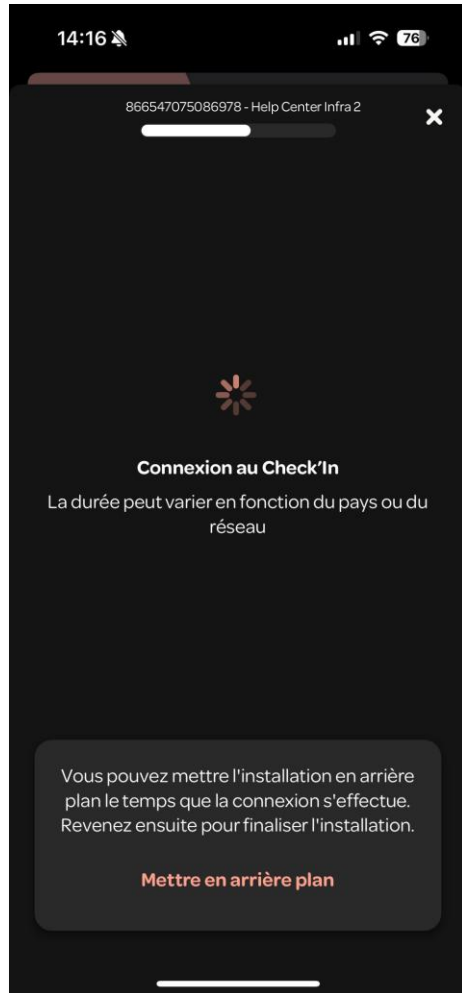 14:16
76
866547075086978 - Help Center Infra 2
Connexion au Check'In
La durée peut varier en fonction du pays ou du
réseau
Vous pouvez mettre l'installation en arrière
plan le temps que la connexion s'effectue.
Revenez ensuite pour finaliser l'installation.
Mettre en arrière plan